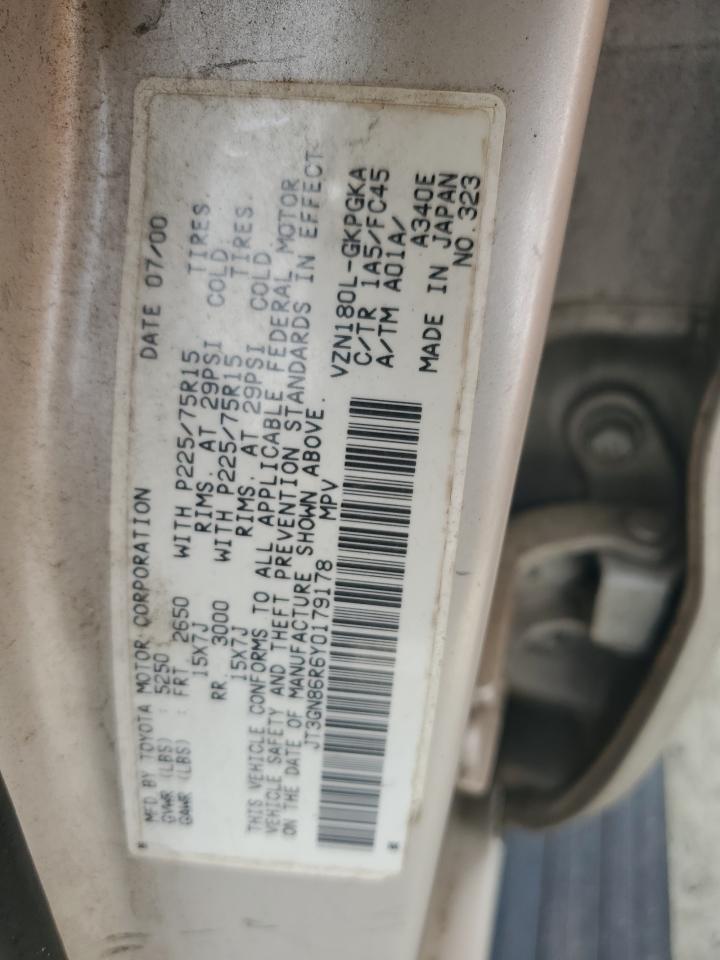 MFD. BY TOYOTA MOTOR CORPORATION DATE 07/00
GVWR (LBS) : 5250
GAWR (LBS) : FRT. 2650 WITH P225/75R15 TIRES.
15X7J RIMS. AT 29PSI COLD
RR. 3000 WITH P225/75R15 TIRES.
15X7J RIMS. AT 29PSI COLD
THIS VEHICLE CONFORMS TO ALL APPLICABLE FEDERAL MOTOR
VEHICLE SAFETY AND THEFT PREVENTION STANDARDS IN EFFECT
ON THE DATE OF MANUFACTURE SHOWN ABOVE.
JT3GN86R6Y0179178 MPV
VZN180L-GKPGKA
C/TR 1A5/FC45
A/TM A01A/
A340E
MADE IN JAPAN
NO. 323